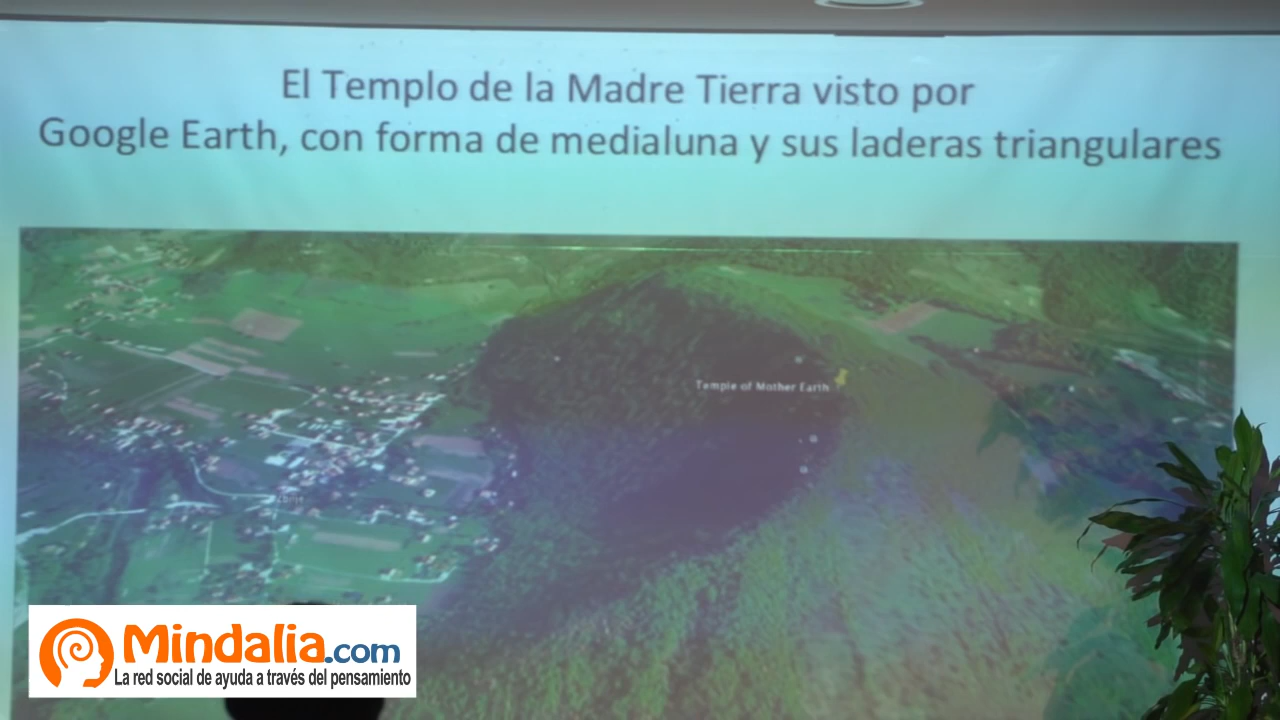 El Templo de la Madre Tierra visto por
Google Earth, con forma de medialuna y sus laderas triangulares
Temple of Mother Earth
Mindalia.com
La red social de ayuda a través del pensamiento